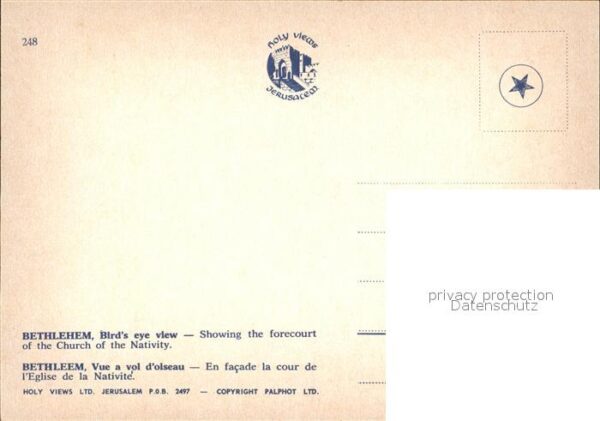 248
HOLY VIEWS
JERUSALEM
BETHLEHEM, Bird's eye view — Showing the forecourt
of the Church of the Nativity.
BETHLEEM, Vue a vol d'oiseau — En façade la cour de
l'Eglise de la Nativité.
HOLY VIEWS LTD. JERUSALEM P.O.B. 2497 — COPYRIGHT PALPHOT LTD.
privacy protection
Datenschutz